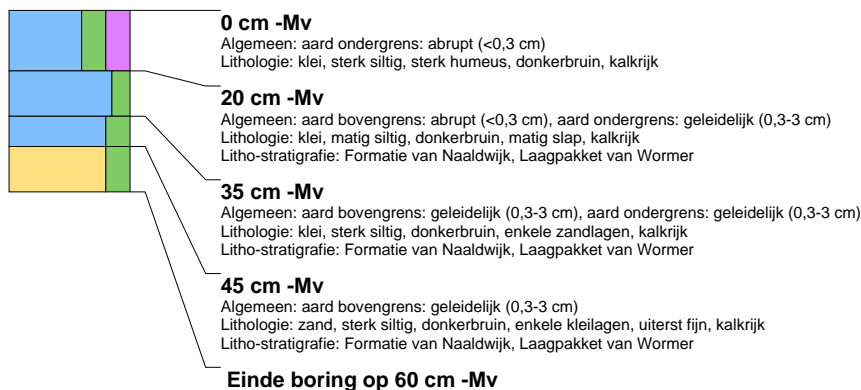 0 cm -Mv
Algemeen: aard ondergrens: abrupt (<0,3 cm)
Lithologie: klei, sterk siltig, sterk humeus, donkerbruin, kalkrijk
20 cm -Mv
Algemeen: aard bovengrens: abrupt (<0,3 cm), aard ondergrens: geleidelijk (0,3-3 cm)
Lithologie: klei, matig siltig, donkerbruin, matig slap, kalkrijk
Litho-stratigrafie: Formatie van Naaldwijk, Laagpakket van Wormer
35 cm -Mv
Algemeen: aard bovengrens: geleidelijk (0,3-3 cm), aard ondergrens: geleidelijk (0,3-3 cm)
Lithologie: klei, sterk siltig, donkerbruin, enkele zandlagen, kalkrijk
Litho-stratigrafie: Formatie van Naaldwijk, Laagpakket van Wormer
45 cm -Mv
Algemeen: aard bovengrens: geleidelijk (0,3-3 cm)
Lithologie: zand, sterk siltig, donkerbruin, enkele kleilagen, uiterst fijn, kalkrijk
Litho-stratigrafie: Formatie van Naaldwijk, Laagpakket van Wormer
Einde boring op 60 cm -Mv